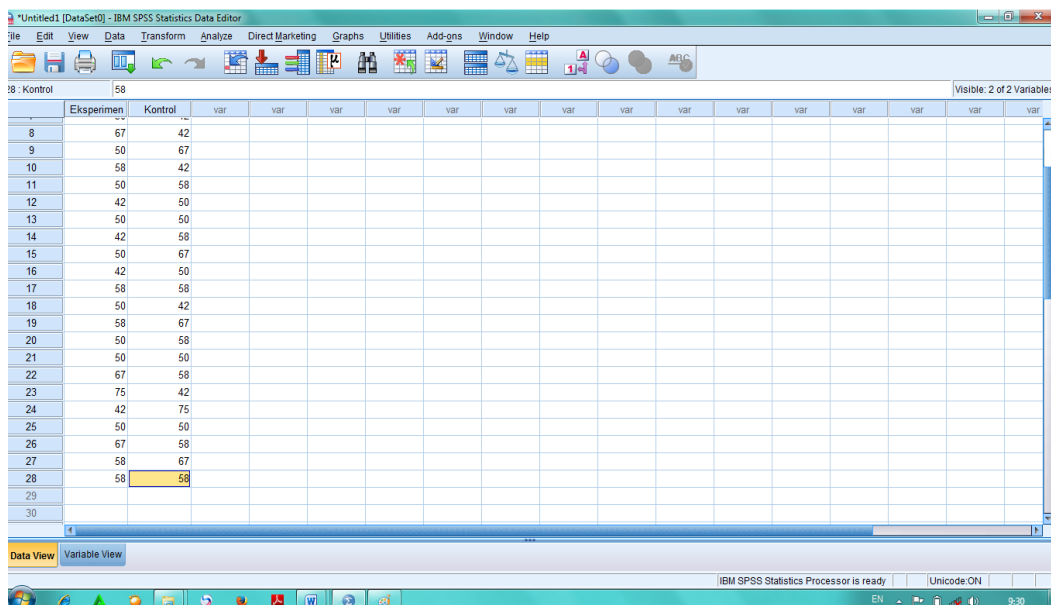 *Untitled1 [DataSet0] - IBM SPSS Statistics Data Editor
File Edit View Data Transform Analyze Direct Marketing Graphs Utilities Add-ons Window Help
28 : Kontrol 58 Visible: 2 of 2 Variables
Eksperimen Kontrol var var var var var var var var var var var var
8 67 42
9 50 67
10 58 42
11 50 58
12 42 50
13 50 50
14 42 58
15 50 67
16 42 50
17 58 58
18 50 42
19 58 67
20 50 58
21 50 50
22 67 58
23 75 42
24 42 75
25 50 50
26 67 58
27 58 67
28 58 58
29
30
Data View Variable View
IBM SPSS Statistics Processor is ready Unicode:ON
EN 9:30